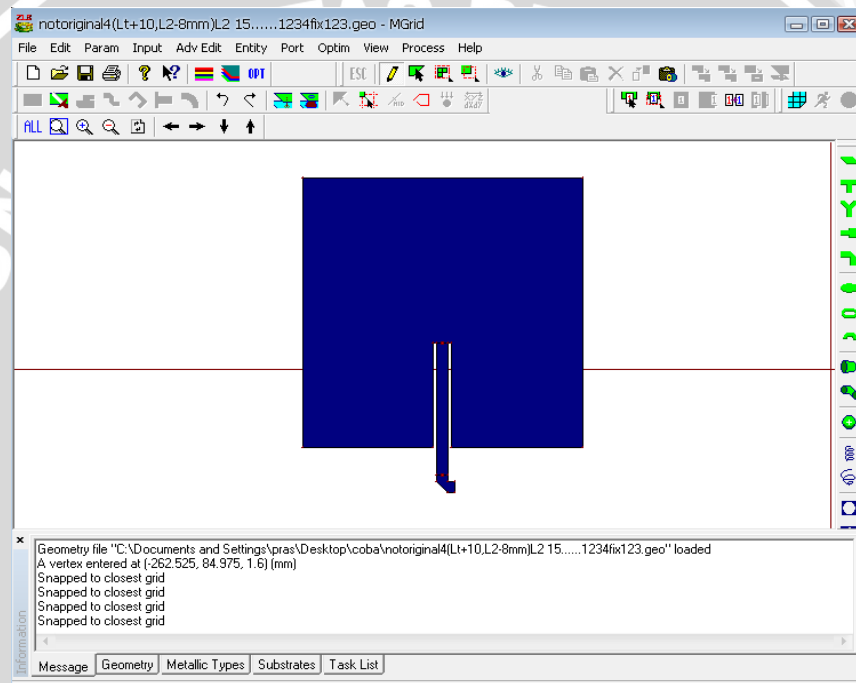 notoriginal4(Lt+10,L2-8mm)L2 15......1234fix123.geo - MGrid
File Edit Param Input Adv Edit Entity Port Optim View Process Help
OPT ESC
ALL
Geometry file "C:\Documents and Settings\pras\Desktop\coba\notoriginal4(Lt+10,L2-8mm)L2 15......1234fix123.geo" loaded
A vertex entered at (-262.525, 84.975, 1.6) (mm)
Snapped to closest grid
Snapped to closest grid
Snapped to closest grid
Snapped to closest grid
Information
Message Geometry Metallic Types Substrates Task List